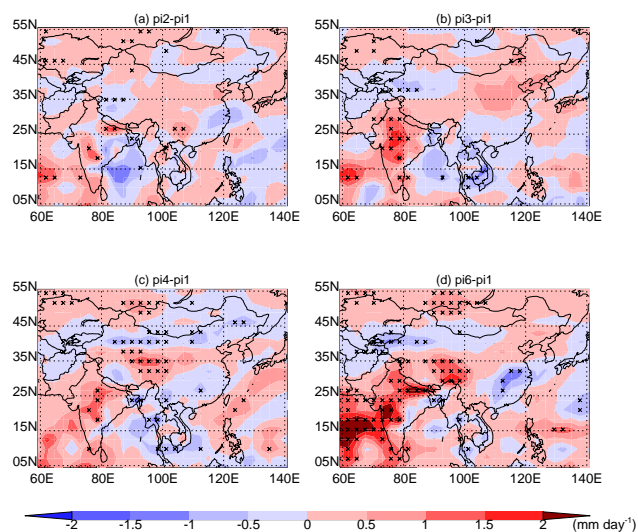 (a) pi2-pi1 (b) pi3-pi1
55N 55N
45N 45N
35N 35N
25N 25N
15N 15N
05N 05N
60E 80E 100E 120E 140E 60E 80E 100E 120E 140E
(c) pi4-pi1 (d) pi6-pi1
55N 55N
45N 45N
35N 35N
25N 25N
15N 15N
05N 05N
60E 80E 100E 120E 140E 60E 80E 100E 120E 140E
-2 -1.5 -1 -0.5 0 0.5 1 1.5 2 (mm day⁻¹)